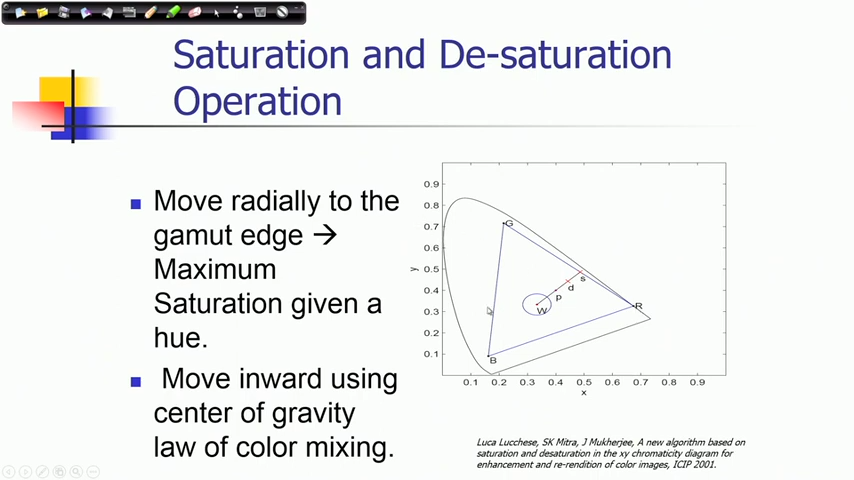 Saturation and De-saturation
Operation
Move radially to the
gamut edge →
Maximum
Saturation given a
hue.
Move inward using
center of gravity
law of color mixing.
0.9
0.8
0.7
0.6
0.5
0.4
0.3
0.2
0.1
y
G
s
d
p
W
R
B
0.1 0.2 0.3 0.4 0.5 0.6 0.7 0.8 0.9
x
Luca Lucchese, SK Mitra, J Mukherjee, A new algorithm based on
saturation and desaturation in the xy chromaticity diagram for
enhancement and re-rendition of color images, ICIP 2001.